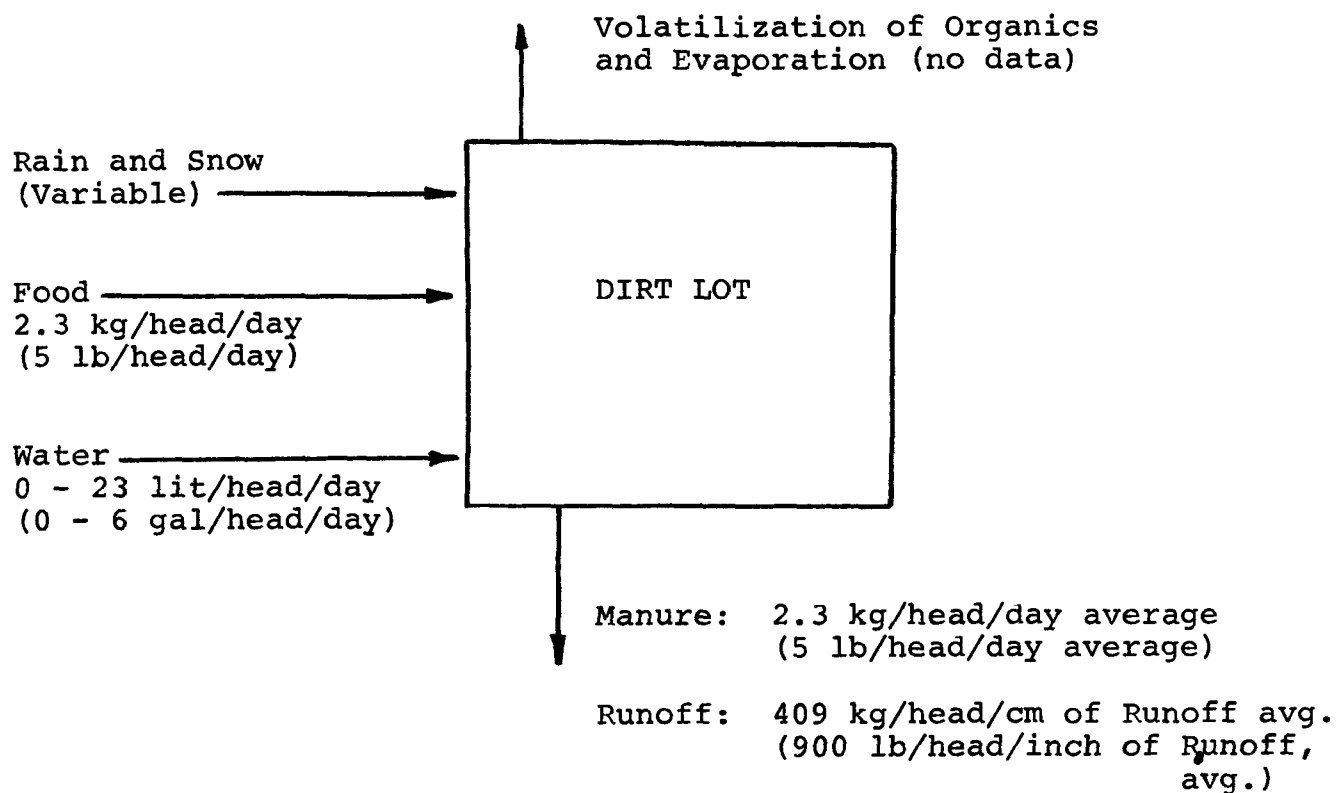 Volatilization of Organics
and Evaporation (no data)
Rain and Snow
(Variable)
Food
2.3 kg/head/day
(5 lb/head/day)
DIRT LOT
Water
0 - 23 lit/head/day
(0 - 6 gal/head/day)
Manure: 2.3 kg/head/day average
(5 lb/head/day average)
Runoff: 409 kg/head/cm of Runoff avg.
(900 lb/head/inch of Runoff,
avg.)